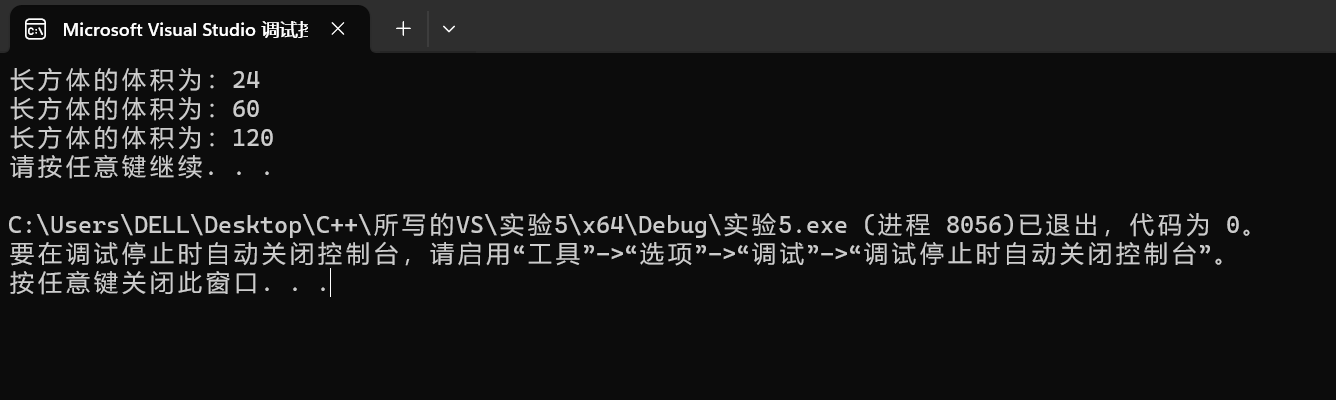 Microsoft Visual Studio 调试控
长方体的体积为：24
长方体的体积为：60
长方体的体积为：120
请按任意键继续. . .
C:\Users\DELL\Desktop\C++\所写的VS\实验5\x64\Debug\实验5.exe (进程 8056)已退出，代码为 0。
要在调试停止时自动关闭控制台，请启用“工具”->“选项”->“调试”->“调试停止时自动关闭控制台”。
按任意键关闭此窗口. . .